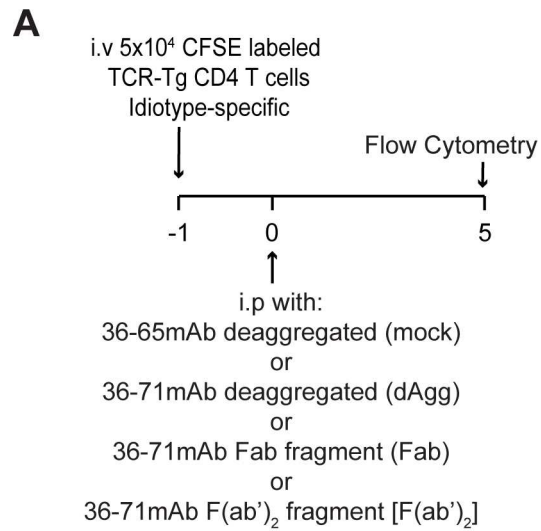 A
i.v 5x10⁴ CFSE labeled
TCR-Tg CD4 T cells
Idiotype-specific
Flow Cytometry
-1 0 5
i.p with:
36-65mAb deaggregated (mock)
or
36-71mAb deaggregated (dAgg)
or
36-71mAb Fab fragment (Fab)
or
36-71mAb F(ab')₂ fragment [F(ab')₂]